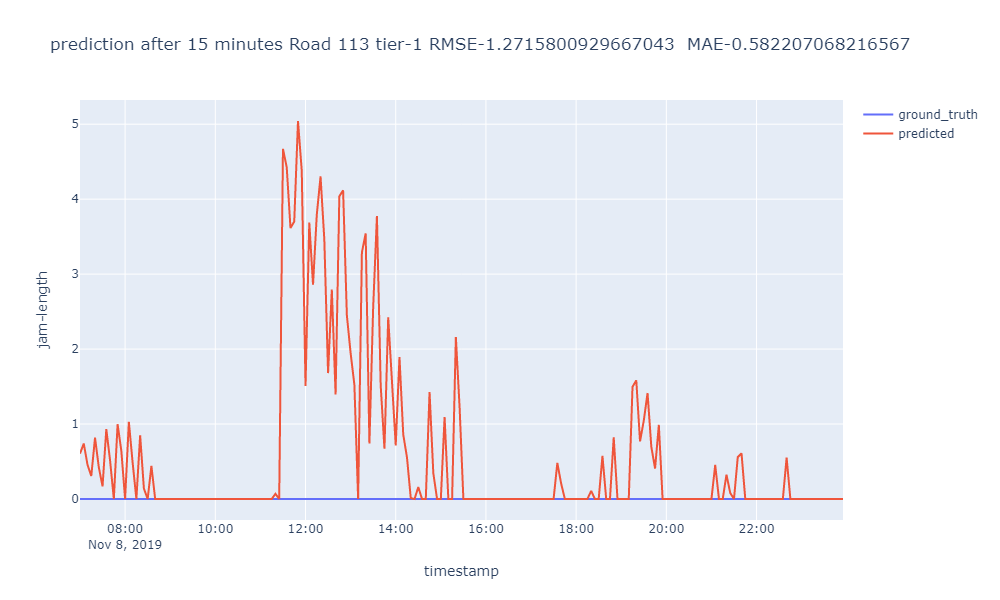 prediction after 15 minutes Road 113 tier-1 RMSE-1.2715800929667043  MAE-0.582207068216567
ground_truth
predicted
5
4
3
2
1
0
jam-length
08:00 10:00 12:00 14:00 16:00 18:00 20:00 22:00
Nov 8, 2019
timestamp